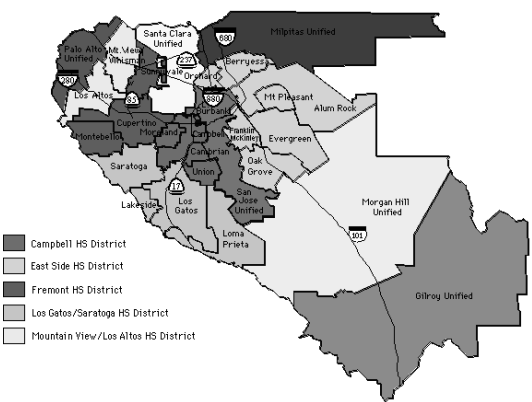 Milpitas Unified
680
Santa Clara
Unified
Palo Alto
Unified
Mt. View
Whisman
237
Berryessa
Orchard
Sunnyvale
280
Los Altos
85
880
Mt Pleasant
Alum Rock
Burbank
Cupertino
Montebello
Moreland
Campbell
Franklin
McKinley
Evergreen
Cambrian
Saratoga
Union
Oak
Grove
17
San
Jose
Unified
Lakeside
Los
Gatos
Morgan Hill
Unified
Loma
Prieta
101
Gilroy Unified
Campbell HS District
East Side HS District
Fremont HS District
Los Gatos/Saratoga HS District
Mountain View/Los Altos HS District